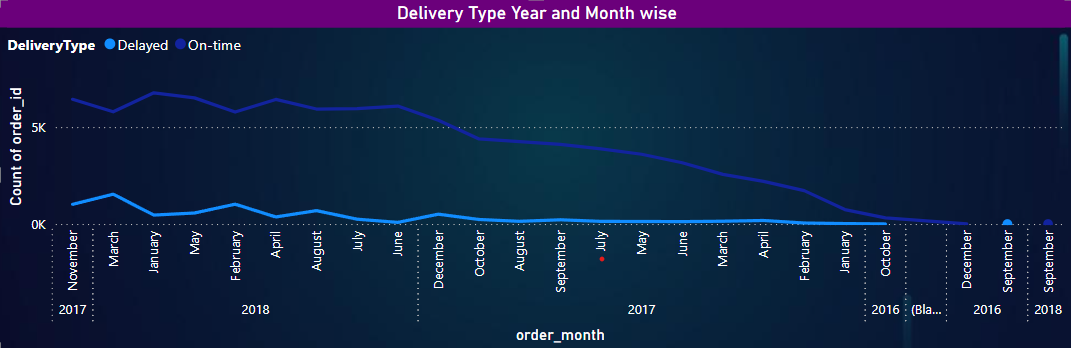 Delivery Type Year and Month wise
DeliveryType Delayed On-time
Count of order_id
5K
0K
November March January May February April August July June December October August September July May June March April February January October December September September
2017 2018 2017 2016 (Bla... 2016 2018
order_month